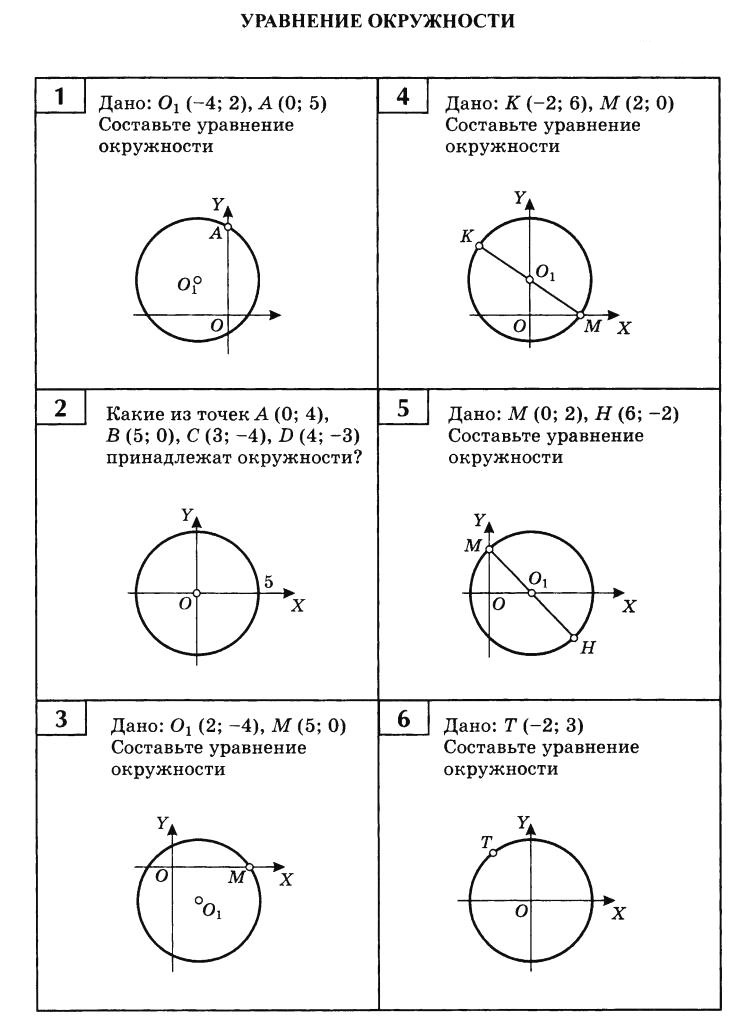 УРАВНЕНИЕ ОКРУЖНОСТИ
1
Дано: O₁ (−4; 2), A (0; 5)
Составьте уравнение
окружности
Y
A
O₁
O
4
Дано: K (−2; 6), M (2; 0)
Составьте уравнение
окружности
Y
K
O₁
O
M
X
2
Какие из точек A (0; 4),
B (5; 0), C (3; −4), D (4; −3)
принадлежат окружности?
Y
5
O
X
5
Дано: M (0; 2), H (6; −2)
Составьте уравнение
окружности
Y
M
O₁
O
X
H
3
Дано: O₁ (2; −4), M (5; 0)
Составьте уравнение
окружности
Y
O
M
X
O₁
6
Дано: T (−2; 3)
Составьте уравнение
окружности
Y
T
O
X